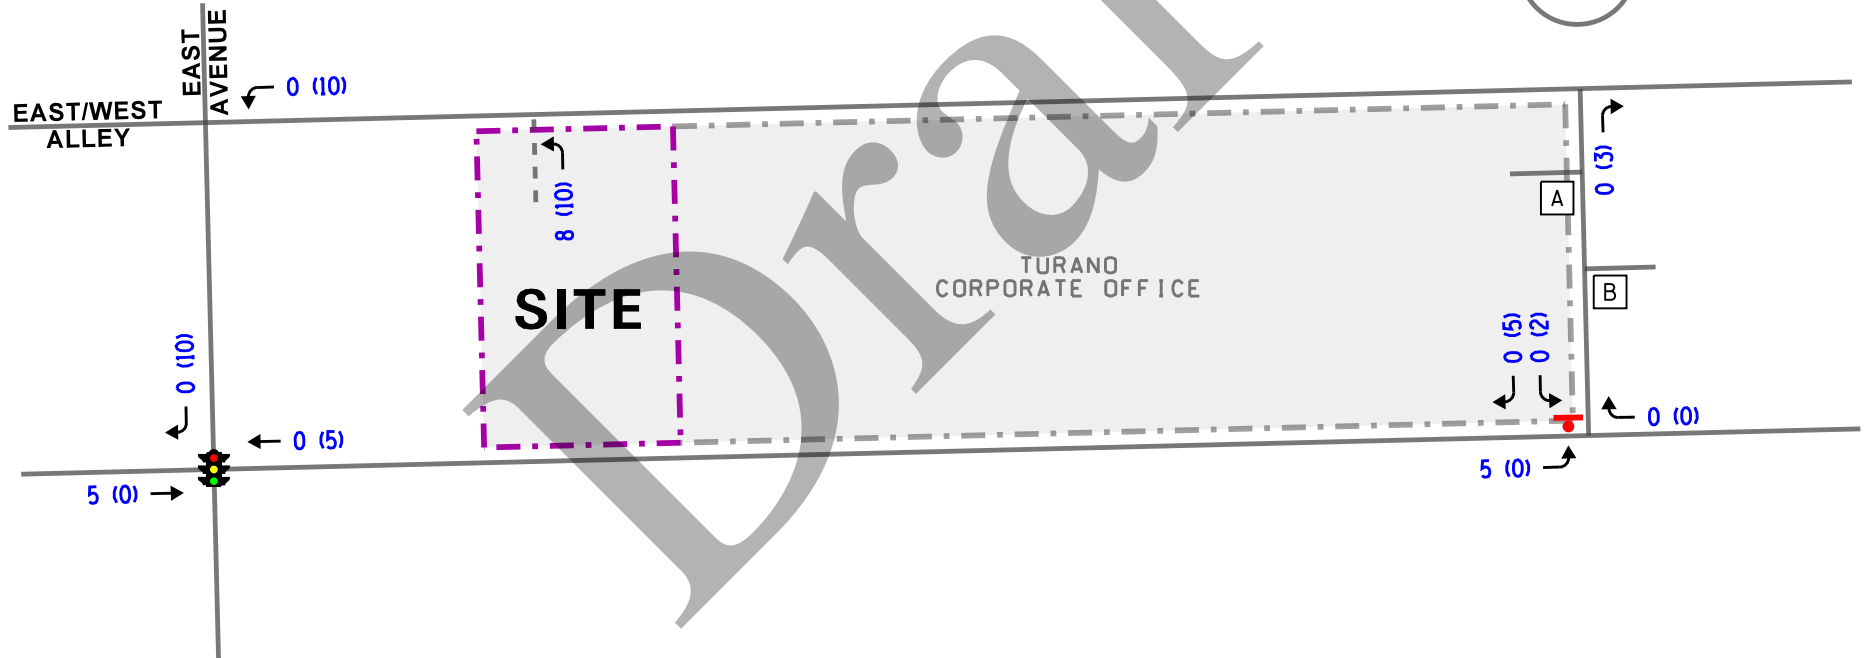 EAST
AVENUE
0 (10)
EAST/WEST
ALLEY
0 (3)
8 (10)
A
TURANO
CORPORATE OFFICE
B
SITE
0 (10)
0 (5)
0 (2)
0 (0)
0 (5)
5 (0)
5 (0)
Draf